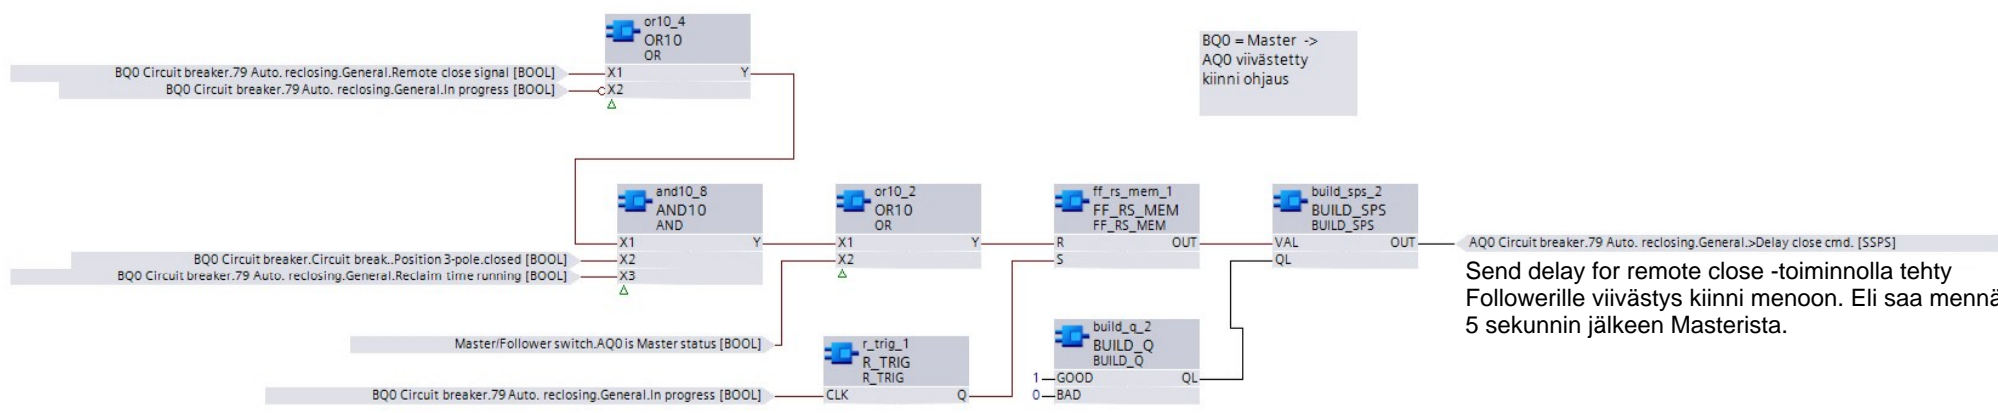 or10_4
OR10
OR
BQ0 Circuit breaker.79 Auto. reclosing.General.Remote close signal [BOOL]
X1
Y
BQ0 Circuit breaker.79 Auto. reclosing.General.In progress [BOOL]
X2
BQ0 = Master ->
AQ0 viivästetty
kiinni ohjaus
and10_8
AND10
AND
X1
Y
BQ0 Circuit breaker.Circuit break..Position 3-pole.closed [BOOL]
X2
BQ0 Circuit breaker.79 Auto. reclosing.General.Reclaim time running [BOOL]
X3
or10_2
OR10
OR
X1
Y
X2
ff_rs_mem_1
FF_RS_MEM
FF_RS_MEM
R
OUT
S
build_sps_2
BUILD_SPS
BUILD_SPS
VAL
OUT
QL
AQ0 Circuit breaker.79 Auto. reclosing.General.>Delay close cmd. [SSPS]
Send delay for remote close -toiminnolla tehty
Followerille viivästys kiinni menoon. Eli saa mennä
5 sekunnin jälkeen Masterista.
Master/Follower switch.AQ0 is Master status [BOOL]
r_trig_1
R_TRIG
R_TRIG
BQ0 Circuit breaker.79 Auto. reclosing.General.In progress [BOOL]
CLK
Q
build_q_2
BUILD_Q
BUILD_Q
1
GOOD
QL
0
BAD